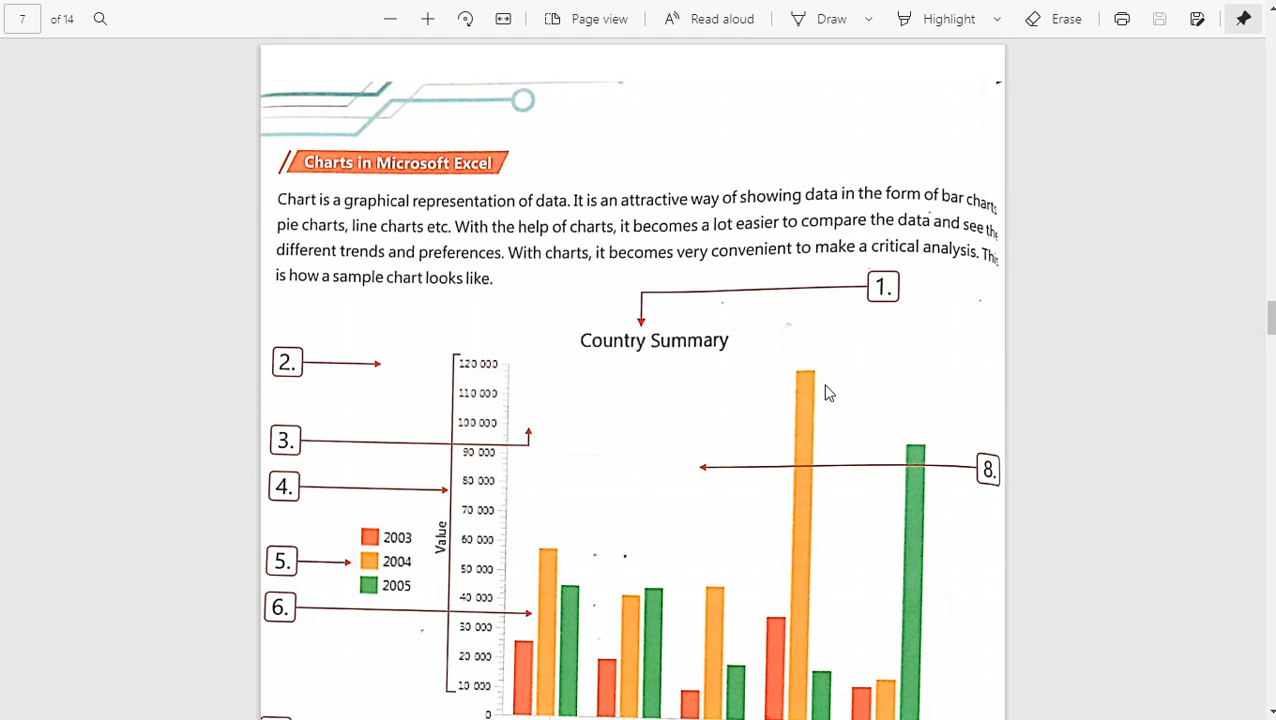 7 of 14 Page view Read aloud Draw Highlight Erase
Charts in Microsoft Excel
Chart is a graphical representation of data. It is an attractive way of showing data in the form of bar charts
pie charts, line charts etc. With the help of charts, it becomes a lot easier to compare the data and see the
different trends and preferences. With charts, it becomes very convenient to make a critical analysis. This
is how a sample chart looks like.
1.
Country Summary
2.
120 000
110 000
100 000
3.
90 000
8.
80 000
4.
70 000
Value
2003
60 000
5.
2004
50 000
2005
40 000
6.
30 000
20 000
10 000
0